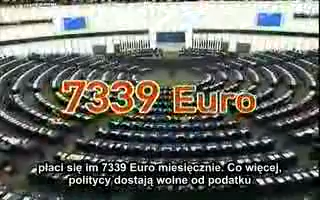 7339 Euro
płaci się im 7339 Euro miesięcznie. Co więcej,
politycy dostają wolne od podatku